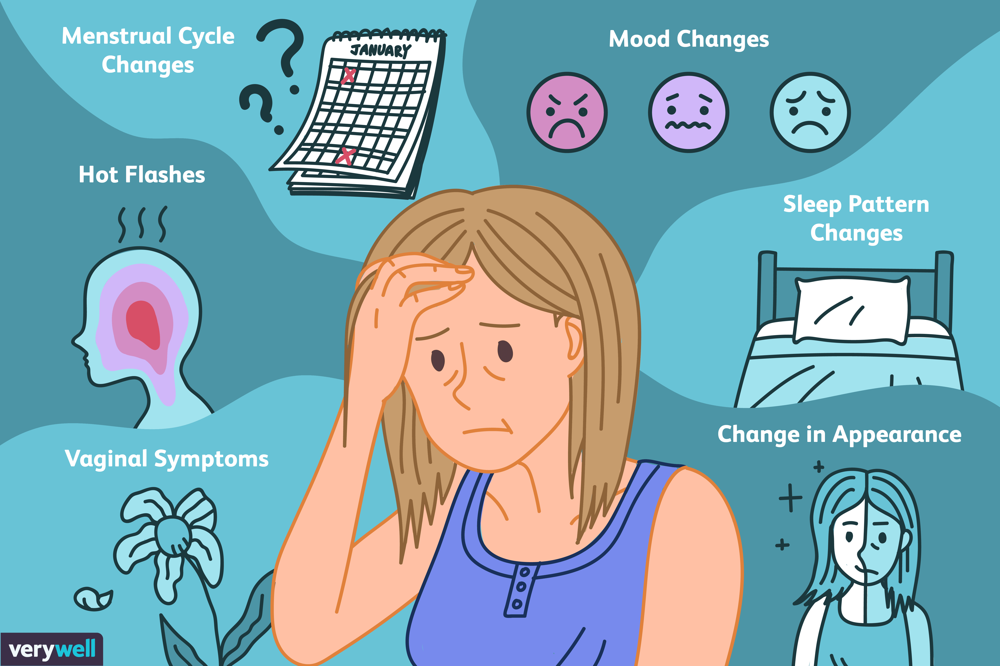 Menstrual Cycle
Changes
JANUARY
Mood Changes
Hot Flashes
Sleep Pattern
Changes
Vaginal Symptoms
Change in Appearance
verywell